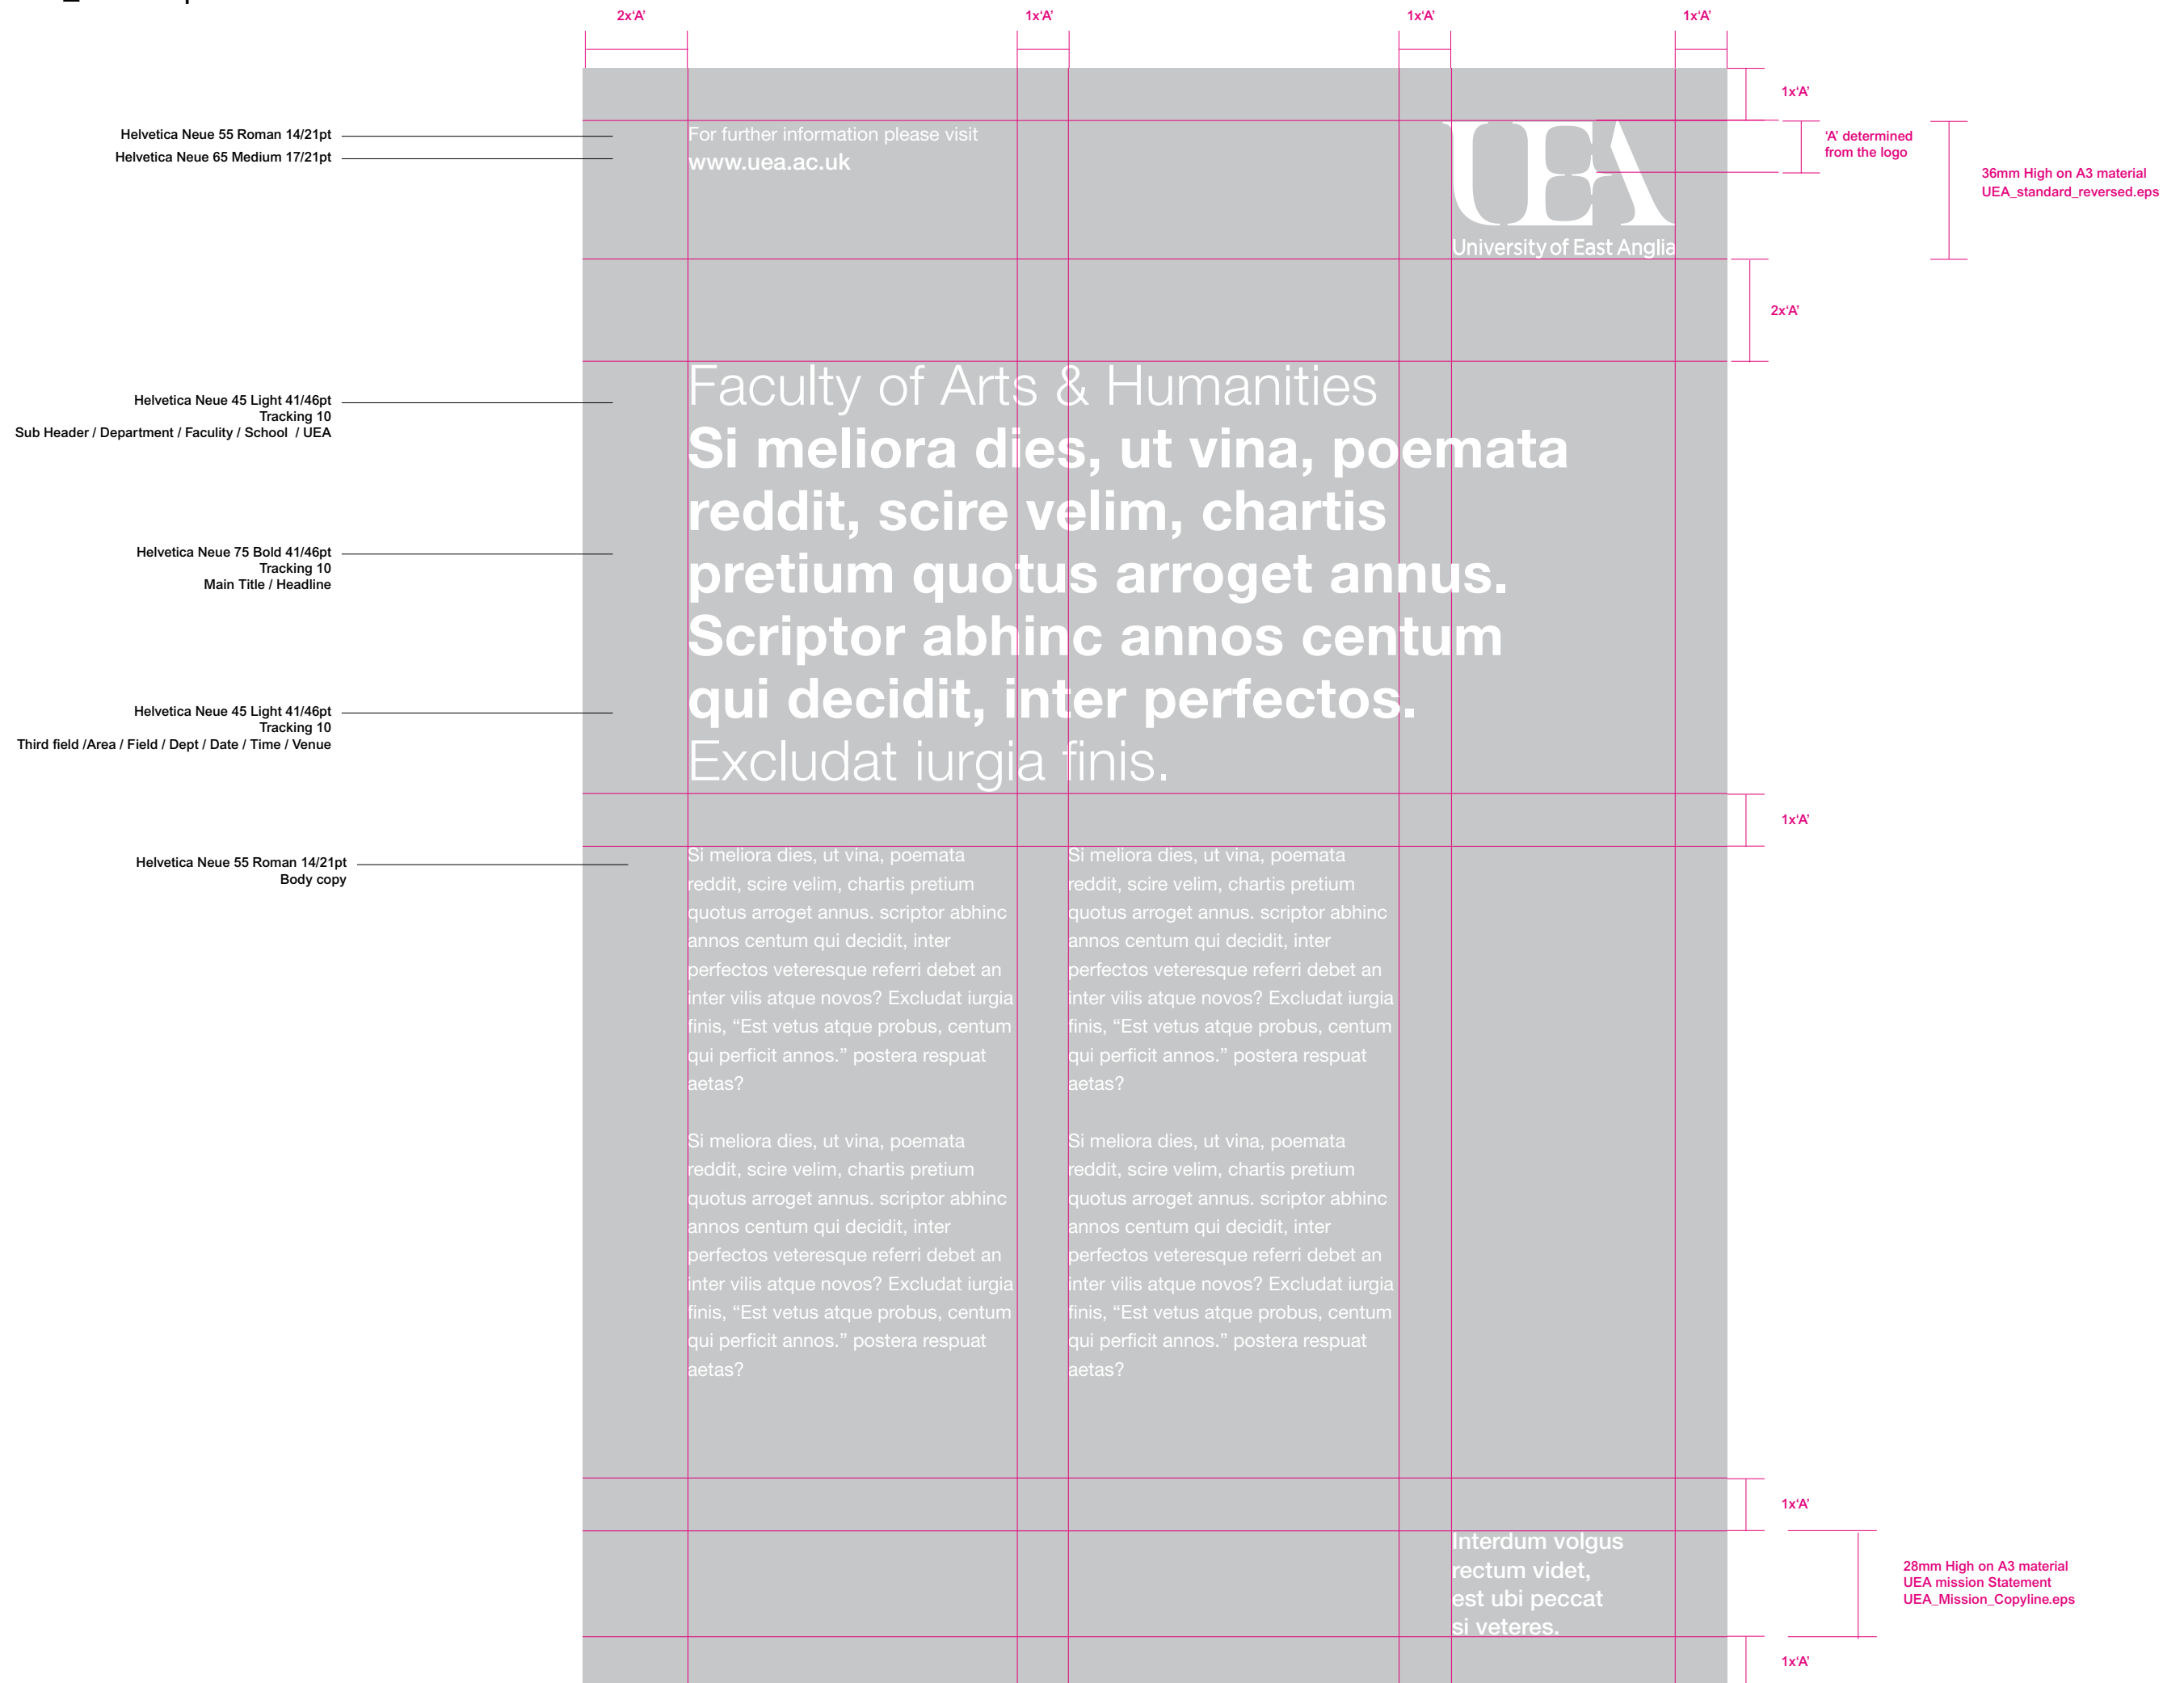 2x‘A’
1x‘A’
1x‘A’
1x‘A’
1x‘A’
Helvetica Neue 55 Roman 14/21pt
Helvetica Neue 65 Medium 17/21pt
For further information please visit
www.uea.ac.uk
UEA
University of East Anglia
‘A’ determined
from the logo
36mm High on A3 material
UEA_standard_reversed.eps
2x‘A’
Helvetica Neue 45 Light 41/46pt
Tracking 10
Sub Header / Department / Faculity / School / UEA
Faculty of Arts & Humanities
Si meliora dies, ut vina, poemata
reddit, scire velim, chartis
pretium quotus arroget annus.
Scriptor abhinc annos centum
qui decidit, inter perfectos.
Excludat iurgia finis.
Helvetica Neue 75 Bold 41/46pt
Tracking 10
Main Title / Headline
Helvetica Neue 45 Light 41/46pt
Tracking 10
Third field /Area / Field / Dept / Date / Time / Venue
1x‘A’
Helvetica Neue 55 Roman 14/21pt
Body copy
Si meliora dies, ut vina, poemata
reddit, scire velim, chartis pretium
quotus arroget annus. scriptor abhinc
annos centum qui decidit, inter
perfectos veteresque referri debet an
inter vilis atque novos? Excludat iurgia
finis, “Est vetus atque probus, centum
qui perficit annos.” postera respuat
aetas?
Si meliora dies, ut vina, poemata
reddit, scire velim, chartis pretium
quotus arroget annus. scriptor abhinc
annos centum qui decidit, inter
perfectos veteresque referri debet an
inter vilis atque novos? Excludat iurgia
finis, “Est vetus atque probus, centum
qui perficit annos.” postera respuat
aetas?
Si meliora dies, ut vina, poemata
reddit, scire velim, chartis pretium
quotus arroget annus. scriptor abhinc
annos centum qui decidit, inter
perfectos veteresque referri debet an
inter vilis atque novos? Excludat iurgia
finis, “Est vetus atque probus, centum
qui perficit annos.” postera respuat
aetas?
Si meliora dies, ut vina, poemata
reddit, scire velim, chartis pretium
quotus arroget annus. scriptor abhinc
annos centum qui decidit, inter
perfectos veteresque referri debet an
inter vilis atque novos? Excludat iurgia
finis, “Est vetus atque probus, centum
qui perficit annos.” postera respuat
aetas?
1x‘A’
Interdum volgus
rectum videt,
est ubi peccat
si veteres.
28mm High on A3 material
UEA mission Statement
UEA_Mission_Copyline.eps
1x‘A’